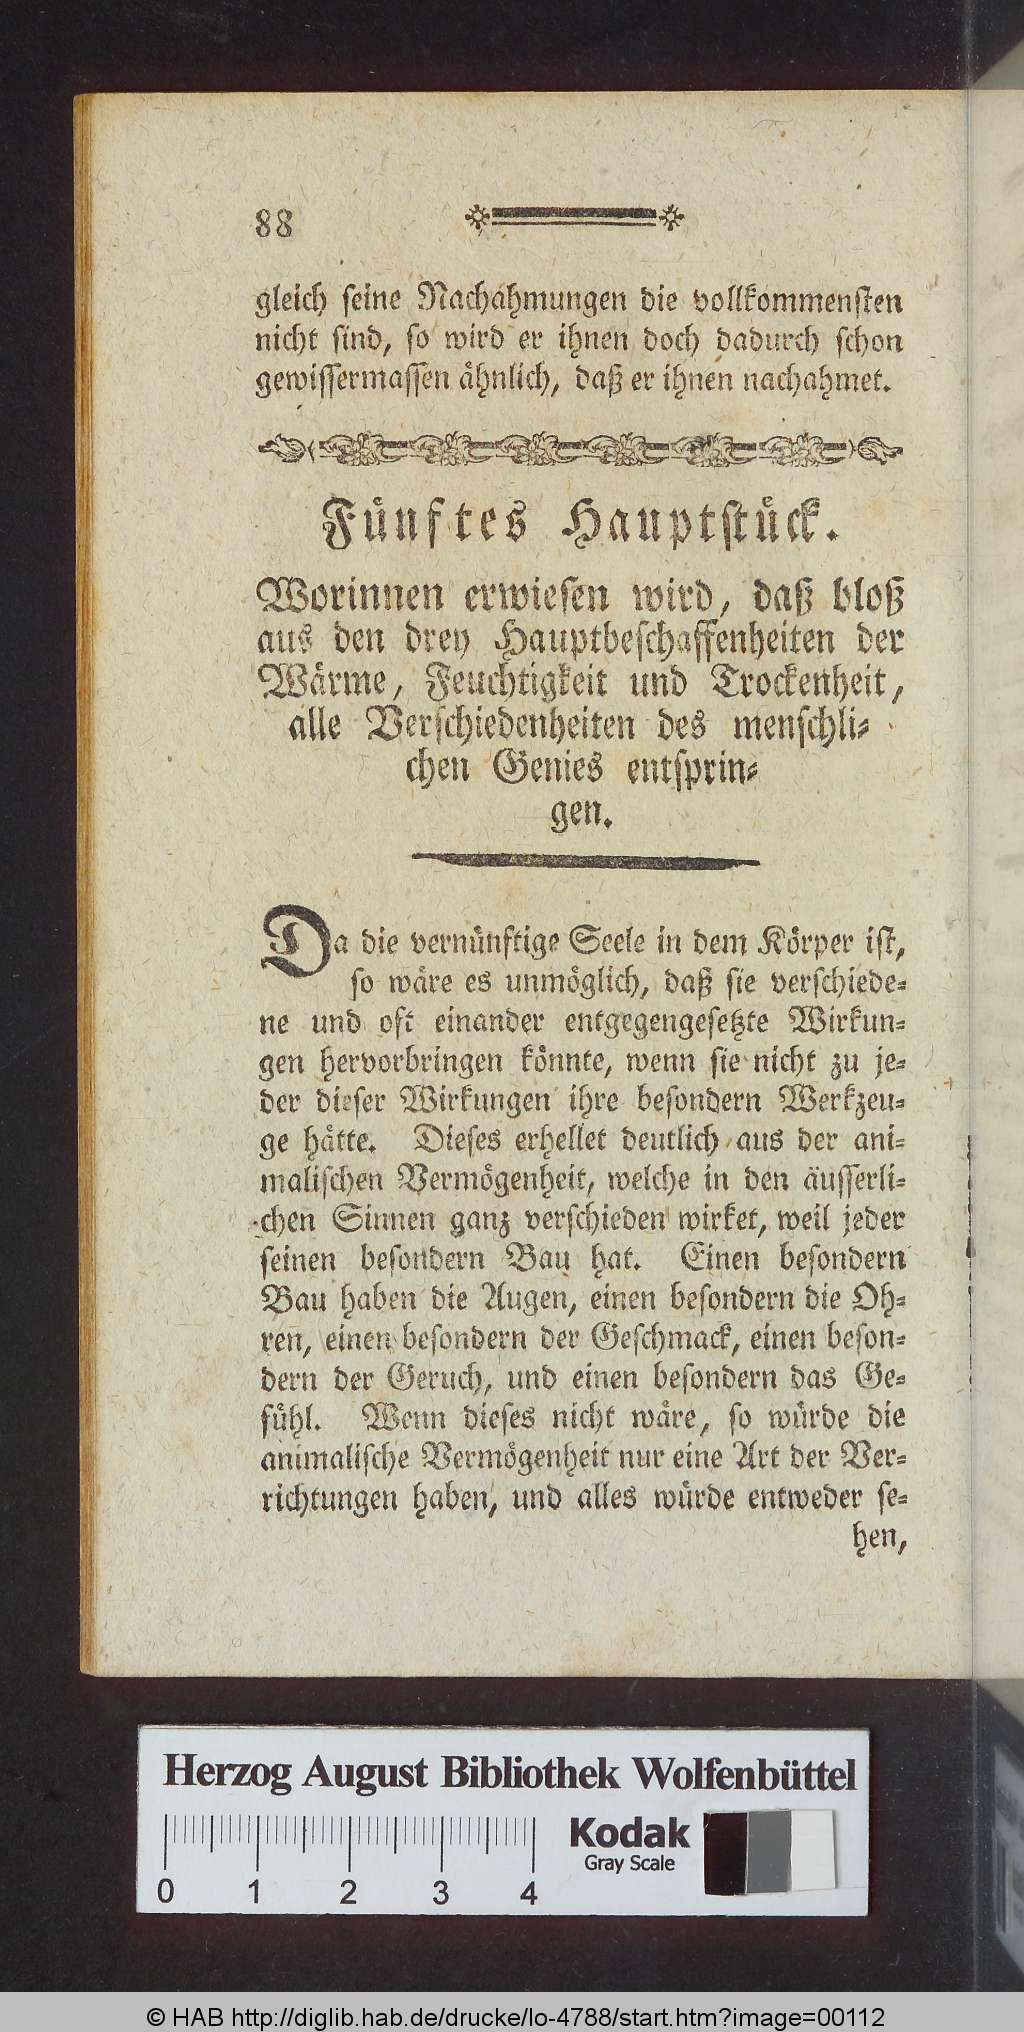 88
gleich seine Nachahmungen die vollkommensten
nicht sind, so wird er ihnen doch dadurch schon
gewissermassen ähnlich, daß er ihnen nachahmet.
Fünftes Hauptstück.
Worinnen erwiesen wird, daß bloß
aus den drey Hauptbeschaffenheiten der
Wärme, Feuchtigkeit und Trockenheit,
alle Verschiedenheiten des menschli-
chen Genies entsprin-
gen.
Da die vernünftige Seele in dem Körper ist,
so wäre es unmöglich, daß sie verschiede-
ne und oft einander entgegengesetzte Wirkun-
gen hervorbringen könnte, wenn sie nicht zu je-
der dieser Wirkungen ihre besondern Werkzeu-
ge hätte. Dieses erhellet deutlich aus der ani-
malischen Vermögenheit, welche in den äusserli-
chen Sinnen ganz verschieden wirket, weil jeder
seinen besondern Bau hat. Einen besondern
Bau haben die Augen, einen besondern die Oh-
ren, einen besondern der Geschmack, einen beson-
dern der Geruch, und einen besondern das Ge-
fühl. Wenn dieses nicht wäre, so würde die
animalische Vermögenheit nur eine Art der Ver-
richtungen haben, und alles würde entweder se-
hen,
Herzog August Bibliothek Wolfenbüttel
Kodak
Gray Scale
0 1 2 3 4
© HAB http://diglib.hab.de/drucke/lo-4788/start.htm?image=00112